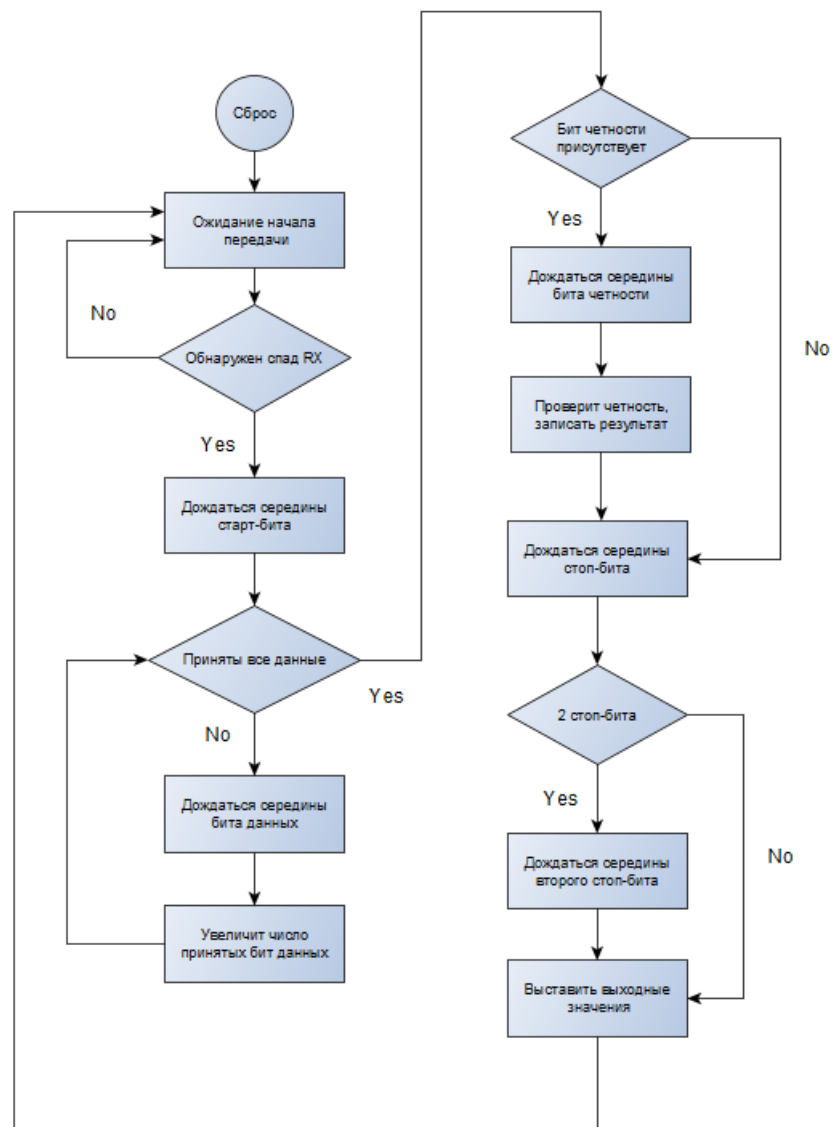 Сброс
Ожидание начала
передачи
No
Обнаружен спад RX
Yes
Дождаться середины
старт-бита
Приняты все данные
Yes
No
Дождаться середины
бита данных
Увеличит число
принятых бит данных
Бит четности
присутствует
Yes
No
Дождаться середины
бита четности
Проверит четность,
записать результат
Дождаться середины
стоп-бита
2 стоп-бита
Yes
No
Дождаться середины
второго стоп-бита
Выставить выходные
значения